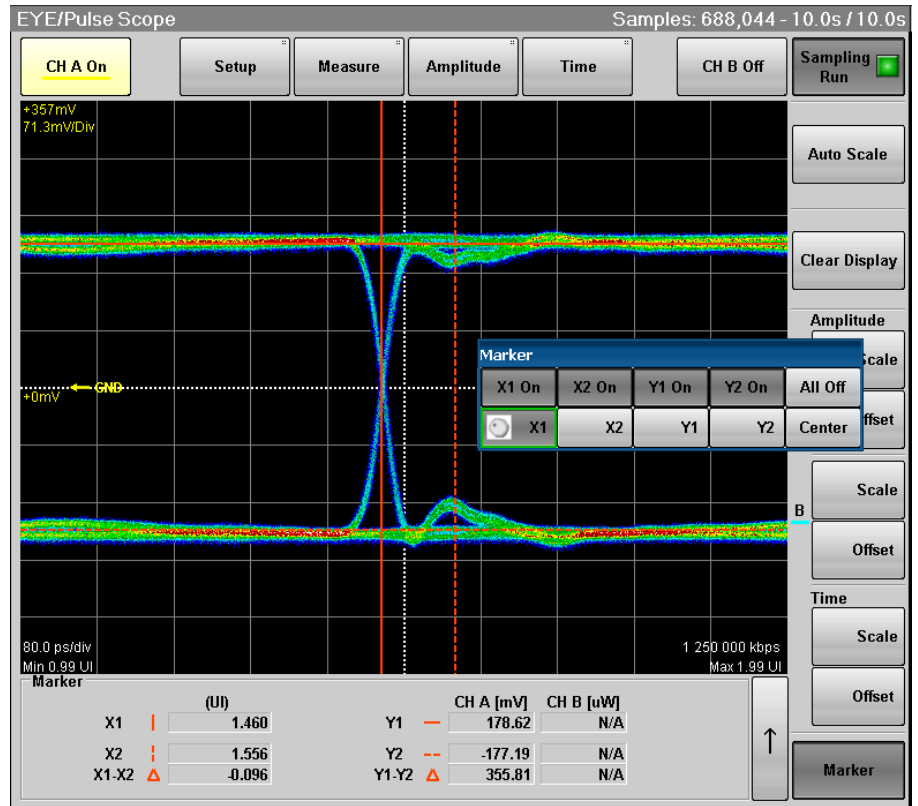 EYE/Pulse Scope Samples: 688,044 - 10.0s / 10.0s
CH A On Setup Measure Amplitude Time CH B Off Sampling Run
+357mV
71.3mV/Div
Auto Scale
Clear Display
Amplitude
Marker
X1 On X2 On Y1 On Y2 On All Off
X1 X2 Y1 Y2 Center
GND
+0mV
Scale
B
Offset
Time
Scale
80.0 ps/div 1 250 000 kbps
Min 0.99 UI Max 1.99 UI
Offset
Marker
(UI) CH A [mV] CH B [uW]
X1 | 1.460 Y1 — 178.62 N/A
X2 ¦ 1.556 Y2 -- -177.19 N/A
X1-X2 Δ -0.096 Y1-Y2 Δ 355.81 N/A
↑
Marker